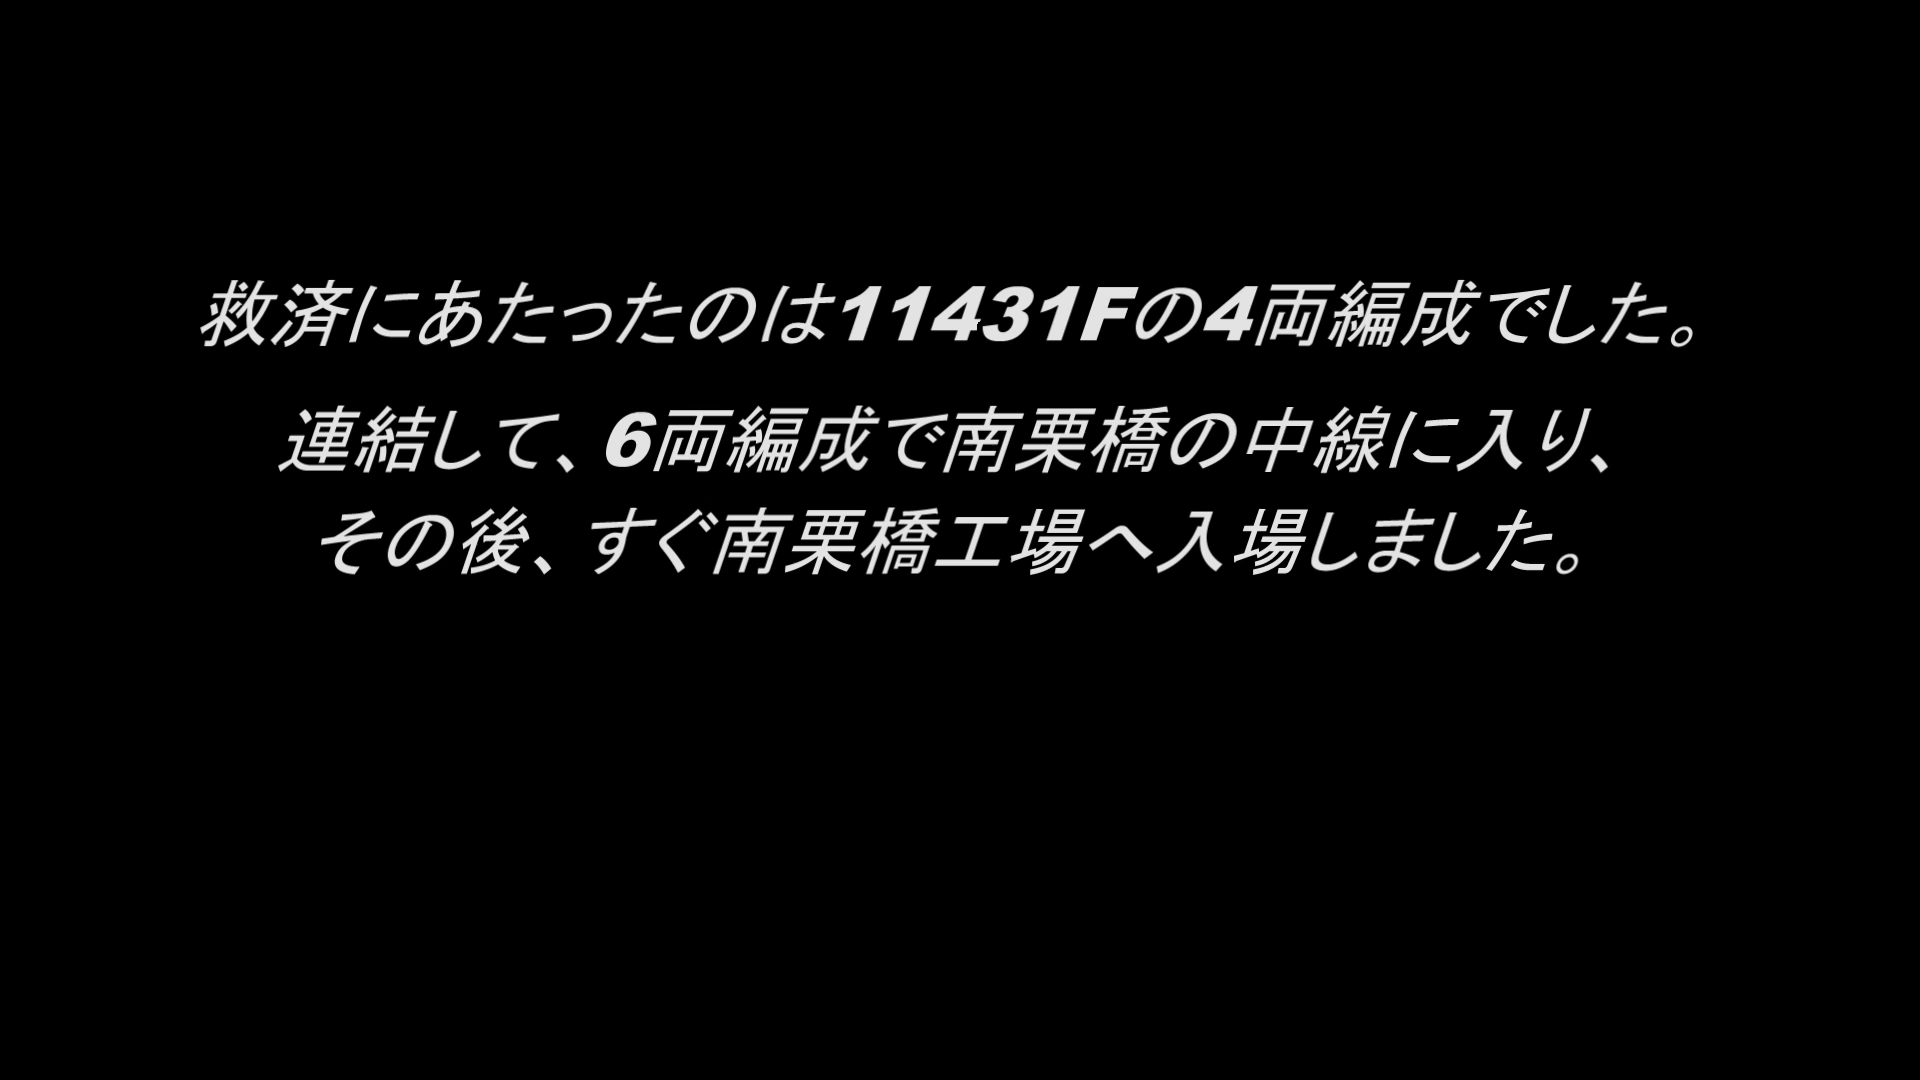 救済にあたったのは11431Fの4両編成でした。
連結して、6両編成で南栗橋の中線に入り、
その後、すぐ南栗橋工場へ入場しました。